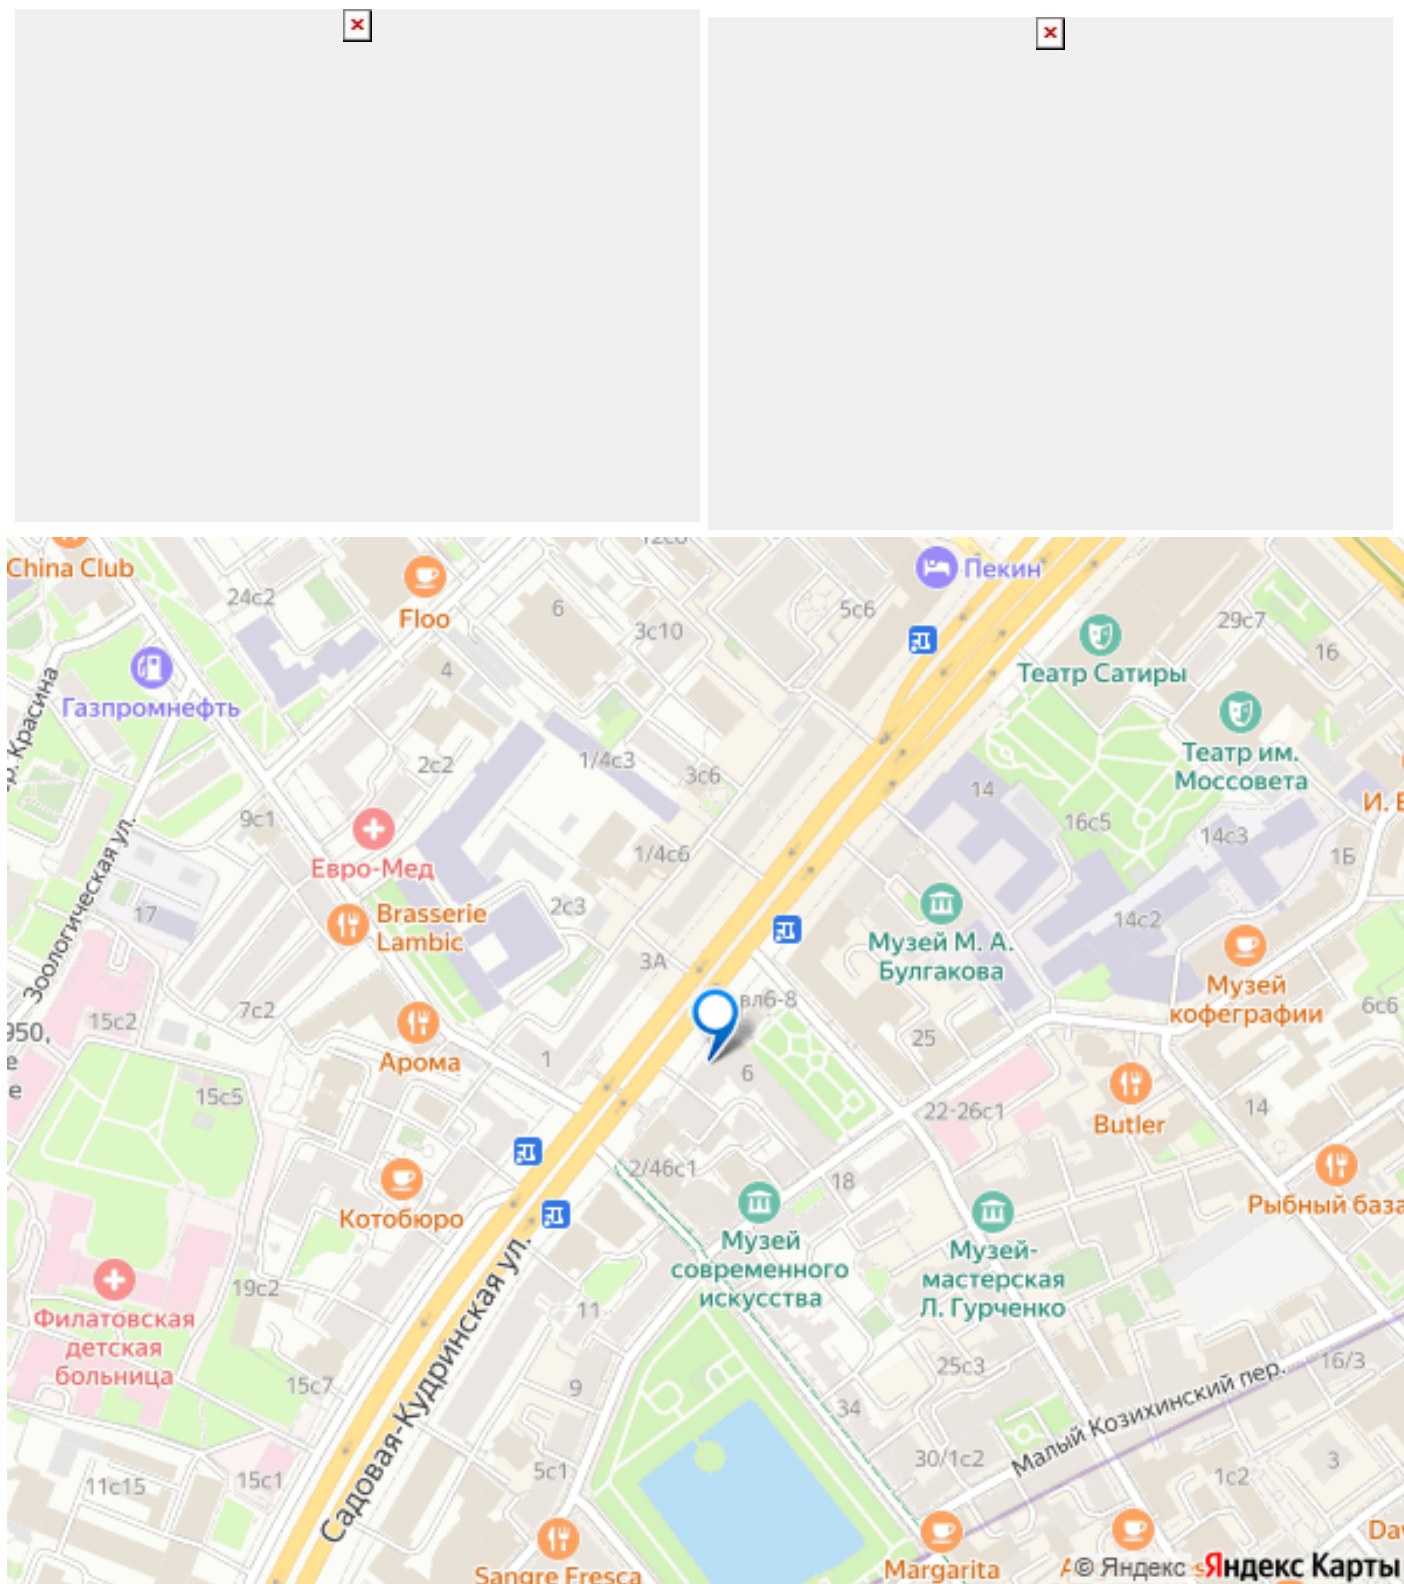 China Club
24с2
Floo
6
3с10
5с6
Пекин
29с7
16
Театр Сатиры
4
Газпромнефть
Театр им.
Моссовета
2с2
1/4с3
3с6
14
9с1
16с5
14с3
1Б
Евро-Мед
1/4с6
Зоологическая ул.
17
Brasserie
Lambic
2с3
Музей М. А.
Булгакова
14с2
3А
Музей
кофеграфии
6с6
вл6-8
7с2
15с2
25
Арома
1
6
15с5
22-26с1
14
Butler
2/46с1
18
Котобюро
Рыбный база
Музей
современного
искусства
Музей-
мастерская
Л. Гурченко
19с2
11
Филатовская
детская
больница
Садовая-Кудринская ул.
15с7
9
25с3
16/3
34
Малый Козихинский пер.
30/1с2
5с1
15с1
11с15
1с2
3
Sangre Fresca
Margarita
© Яндекс
Яндекс Карты